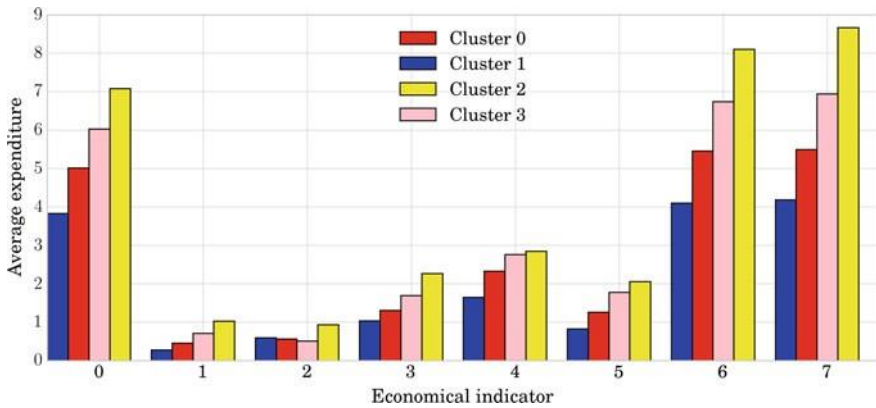 9
8
7
6
5
4
3
2
1
0
Average expenditure
Cluster 0
Cluster 1
Cluster 2
Cluster 3
0 1 2 3 4 5 6 7
Economical indicator